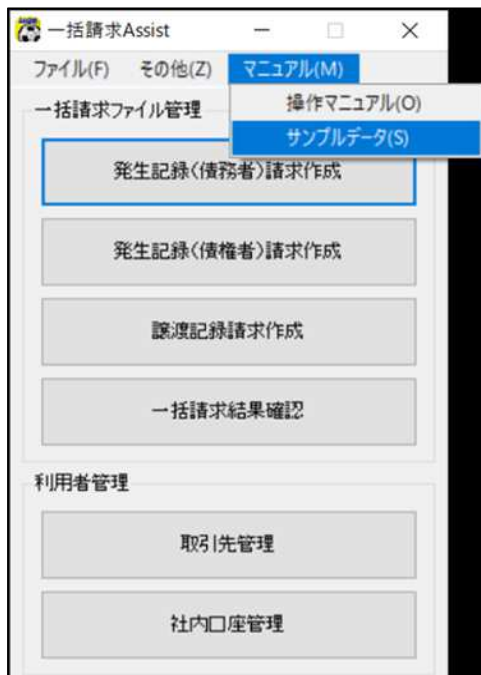 一括請求Assist
ファイル(F) その他(Z) マニュアル(M)
操作マニュアル(O)
サンプルデータ(S)
一括請求ファイル管理
発生記録(債務者)請求作成
発生記録(債権者)請求作成
譲渡記録請求作成
一括請求結果確認
利用者管理
取引先管理
社内口座管理